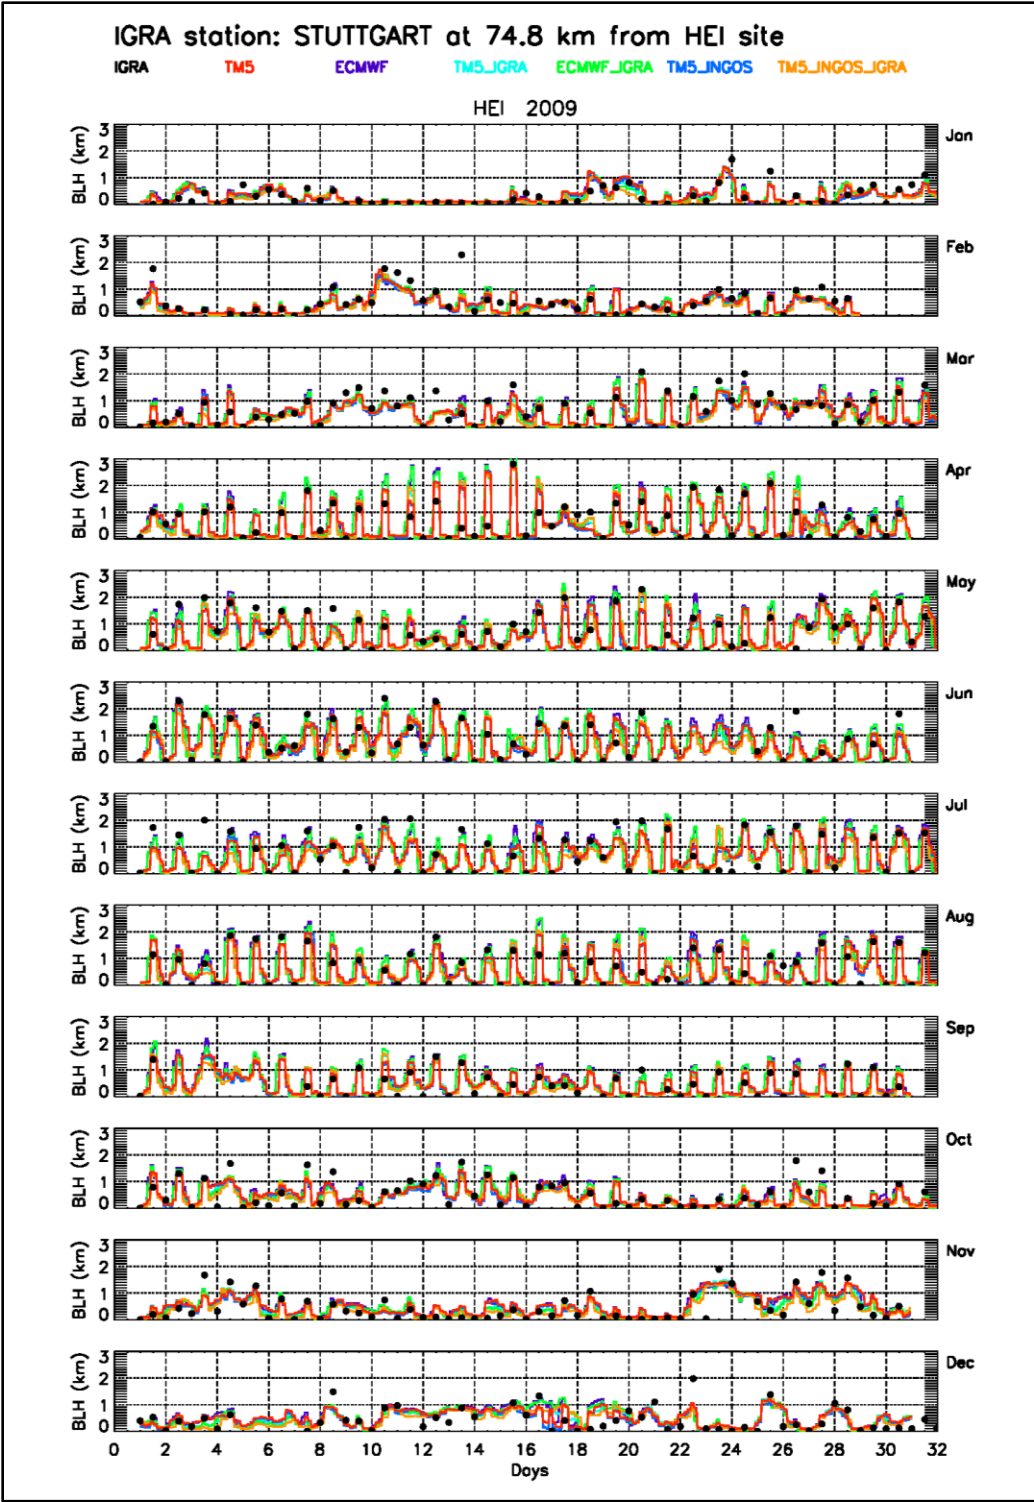 IGRA station: STUTTGART at 74.8 km from HEI site
IGRA TM5 ECMWF TM5_IGRA ECMWF_IGRA TM5_INGOS TM5_INGOS_IGRA
HEI 2009
3 Jan
2
1
0
BLH (km)
3 Feb
2
1
0
BLH (km)
3 Mar
2
1
0
BLH (km)
3 Apr
2
1
0
BLH (km)
3 May
2
1
0
BLH (km)
3 Jun
2
1
0
BLH (km)
3 Jul
2
1
0
BLH (km)
3 Aug
2
1
0
BLH (km)
3 Sep
2
1
0
BLH (km)
3 Oct
2
1
0
BLH (km)
3 Nov
2
1
0
BLH (km)
3 Dec
2
1
0
BLH (km)
0 2 4 6 8 10 12 14 16 18 20 22 24 26 28 30 32
Days